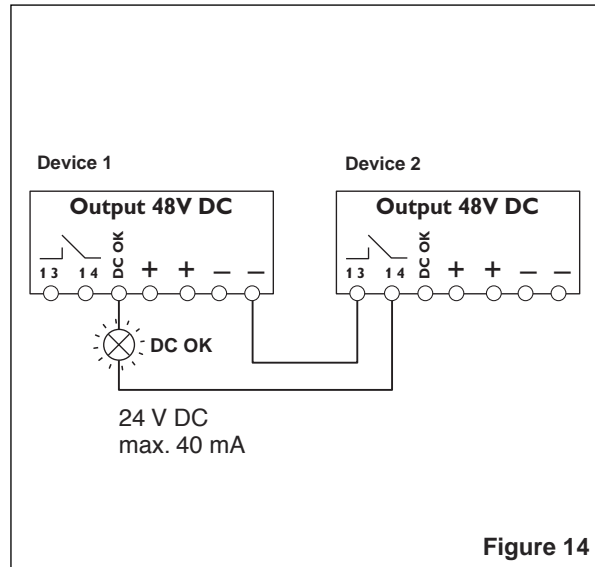 Device 1
Device 2
Output 48V DC
13 14 DC OK + + – –
Output 48V DC
13 14 DC OK + + – –
DC OK
24 V DC
max. 40 mA
Figure 14